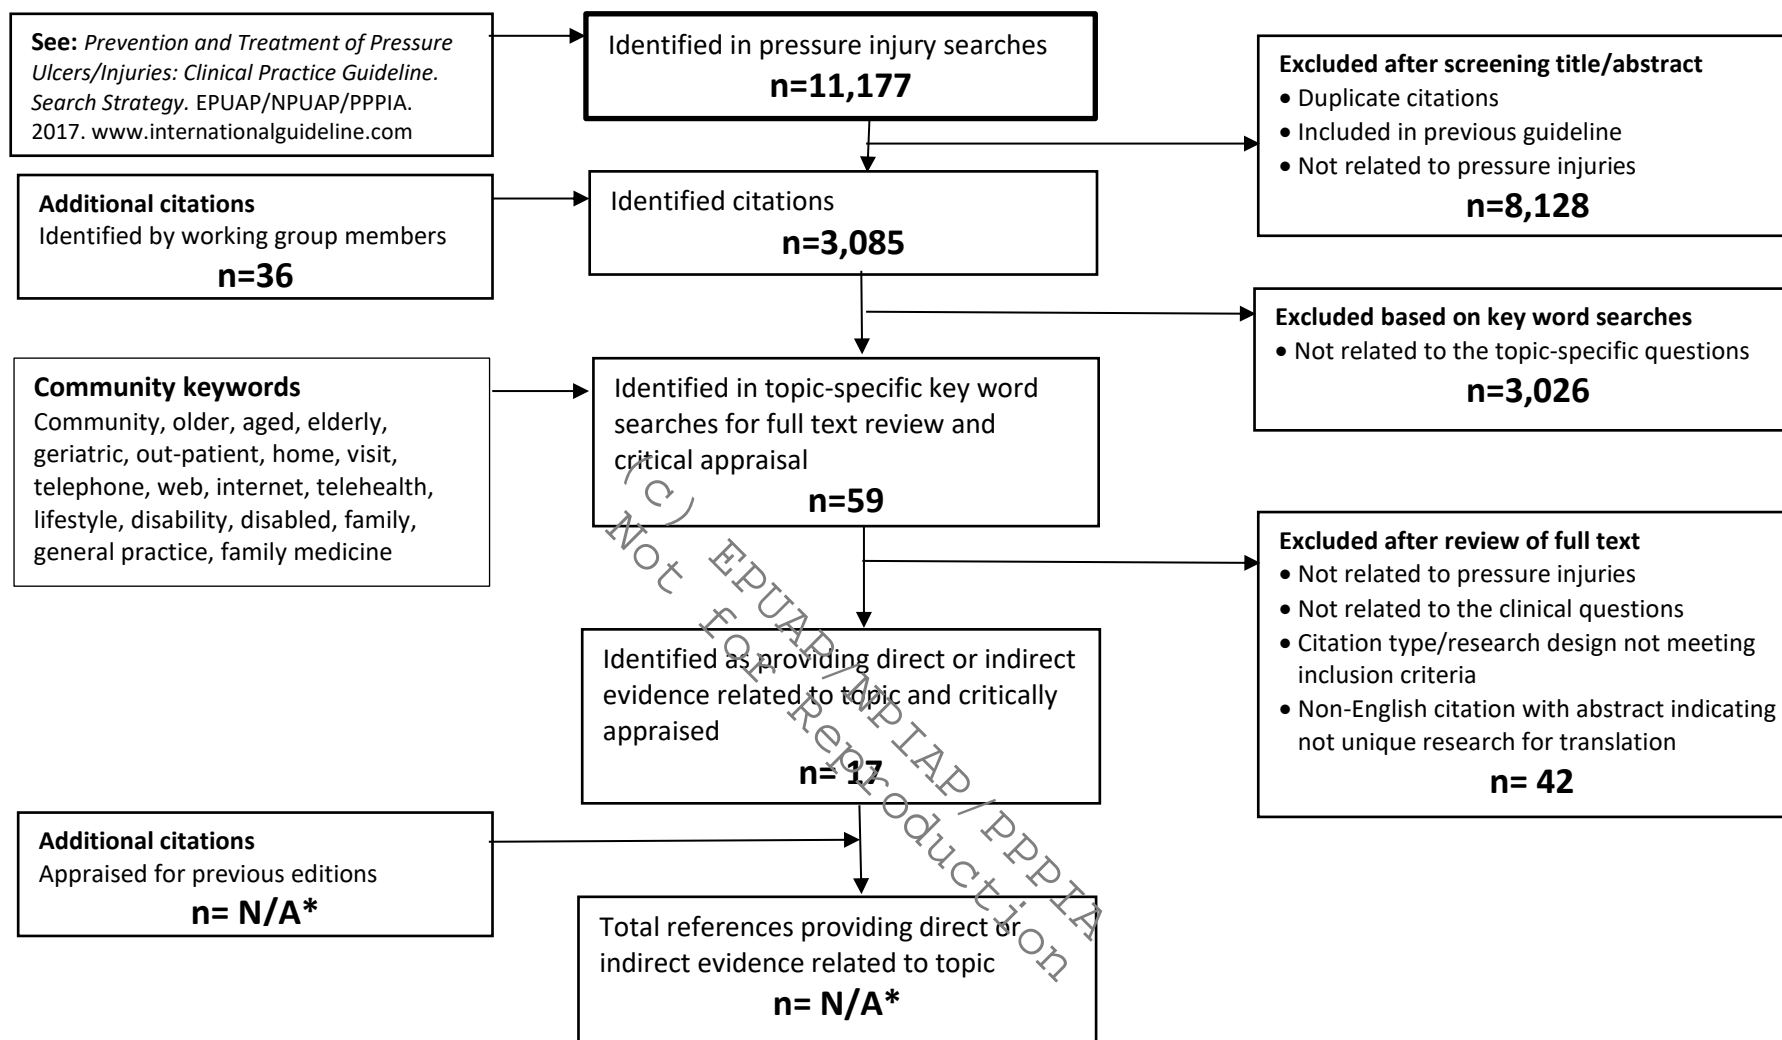 See: Prevention and Treatment of Pressure
Ulcers/Injuries: Clinical Practice Guideline.
Search Strategy. EPUAP/NPUAP/PPPIA.
2017. www.internationalguideline.com
Identified in pressure injury searches
n=11,177
Excluded after screening title/abstract
• Duplicate citations
• Included in previous guideline
• Not related to pressure injuries
n=8,128
Additional citations
Identified by working group members
n=36
Identified citations
n=3,085
Excluded based on key word searches
• Not related to the topic-specific questions
n=3,026
Community keywords
Community, older, aged, elderly,
geriatric, out-patient, home, visit,
telephone, web, internet, telehealth,
lifestyle, disability, disabled, family,
general practice, family medicine
Identified in topic-specific key word
searches for full text review and
critical appraisal
n=59
Excluded after review of full text
• Not related to pressure injuries
• Not related to the clinical questions
• Citation type/research design not meeting
inclusion criteria
• Non-English citation with abstract indicating
not unique research for translation
n= 42
Identified as providing direct or indirect
evidence related to topic and critically
appraised
n= 17
Additional citations
Appraised for previous editions
n= N/A*
Total references providing direct or
indirect evidence related to topic
n= N/A*
(c) EPUAP/NPIAP/PPPIA
Not for Reproduction